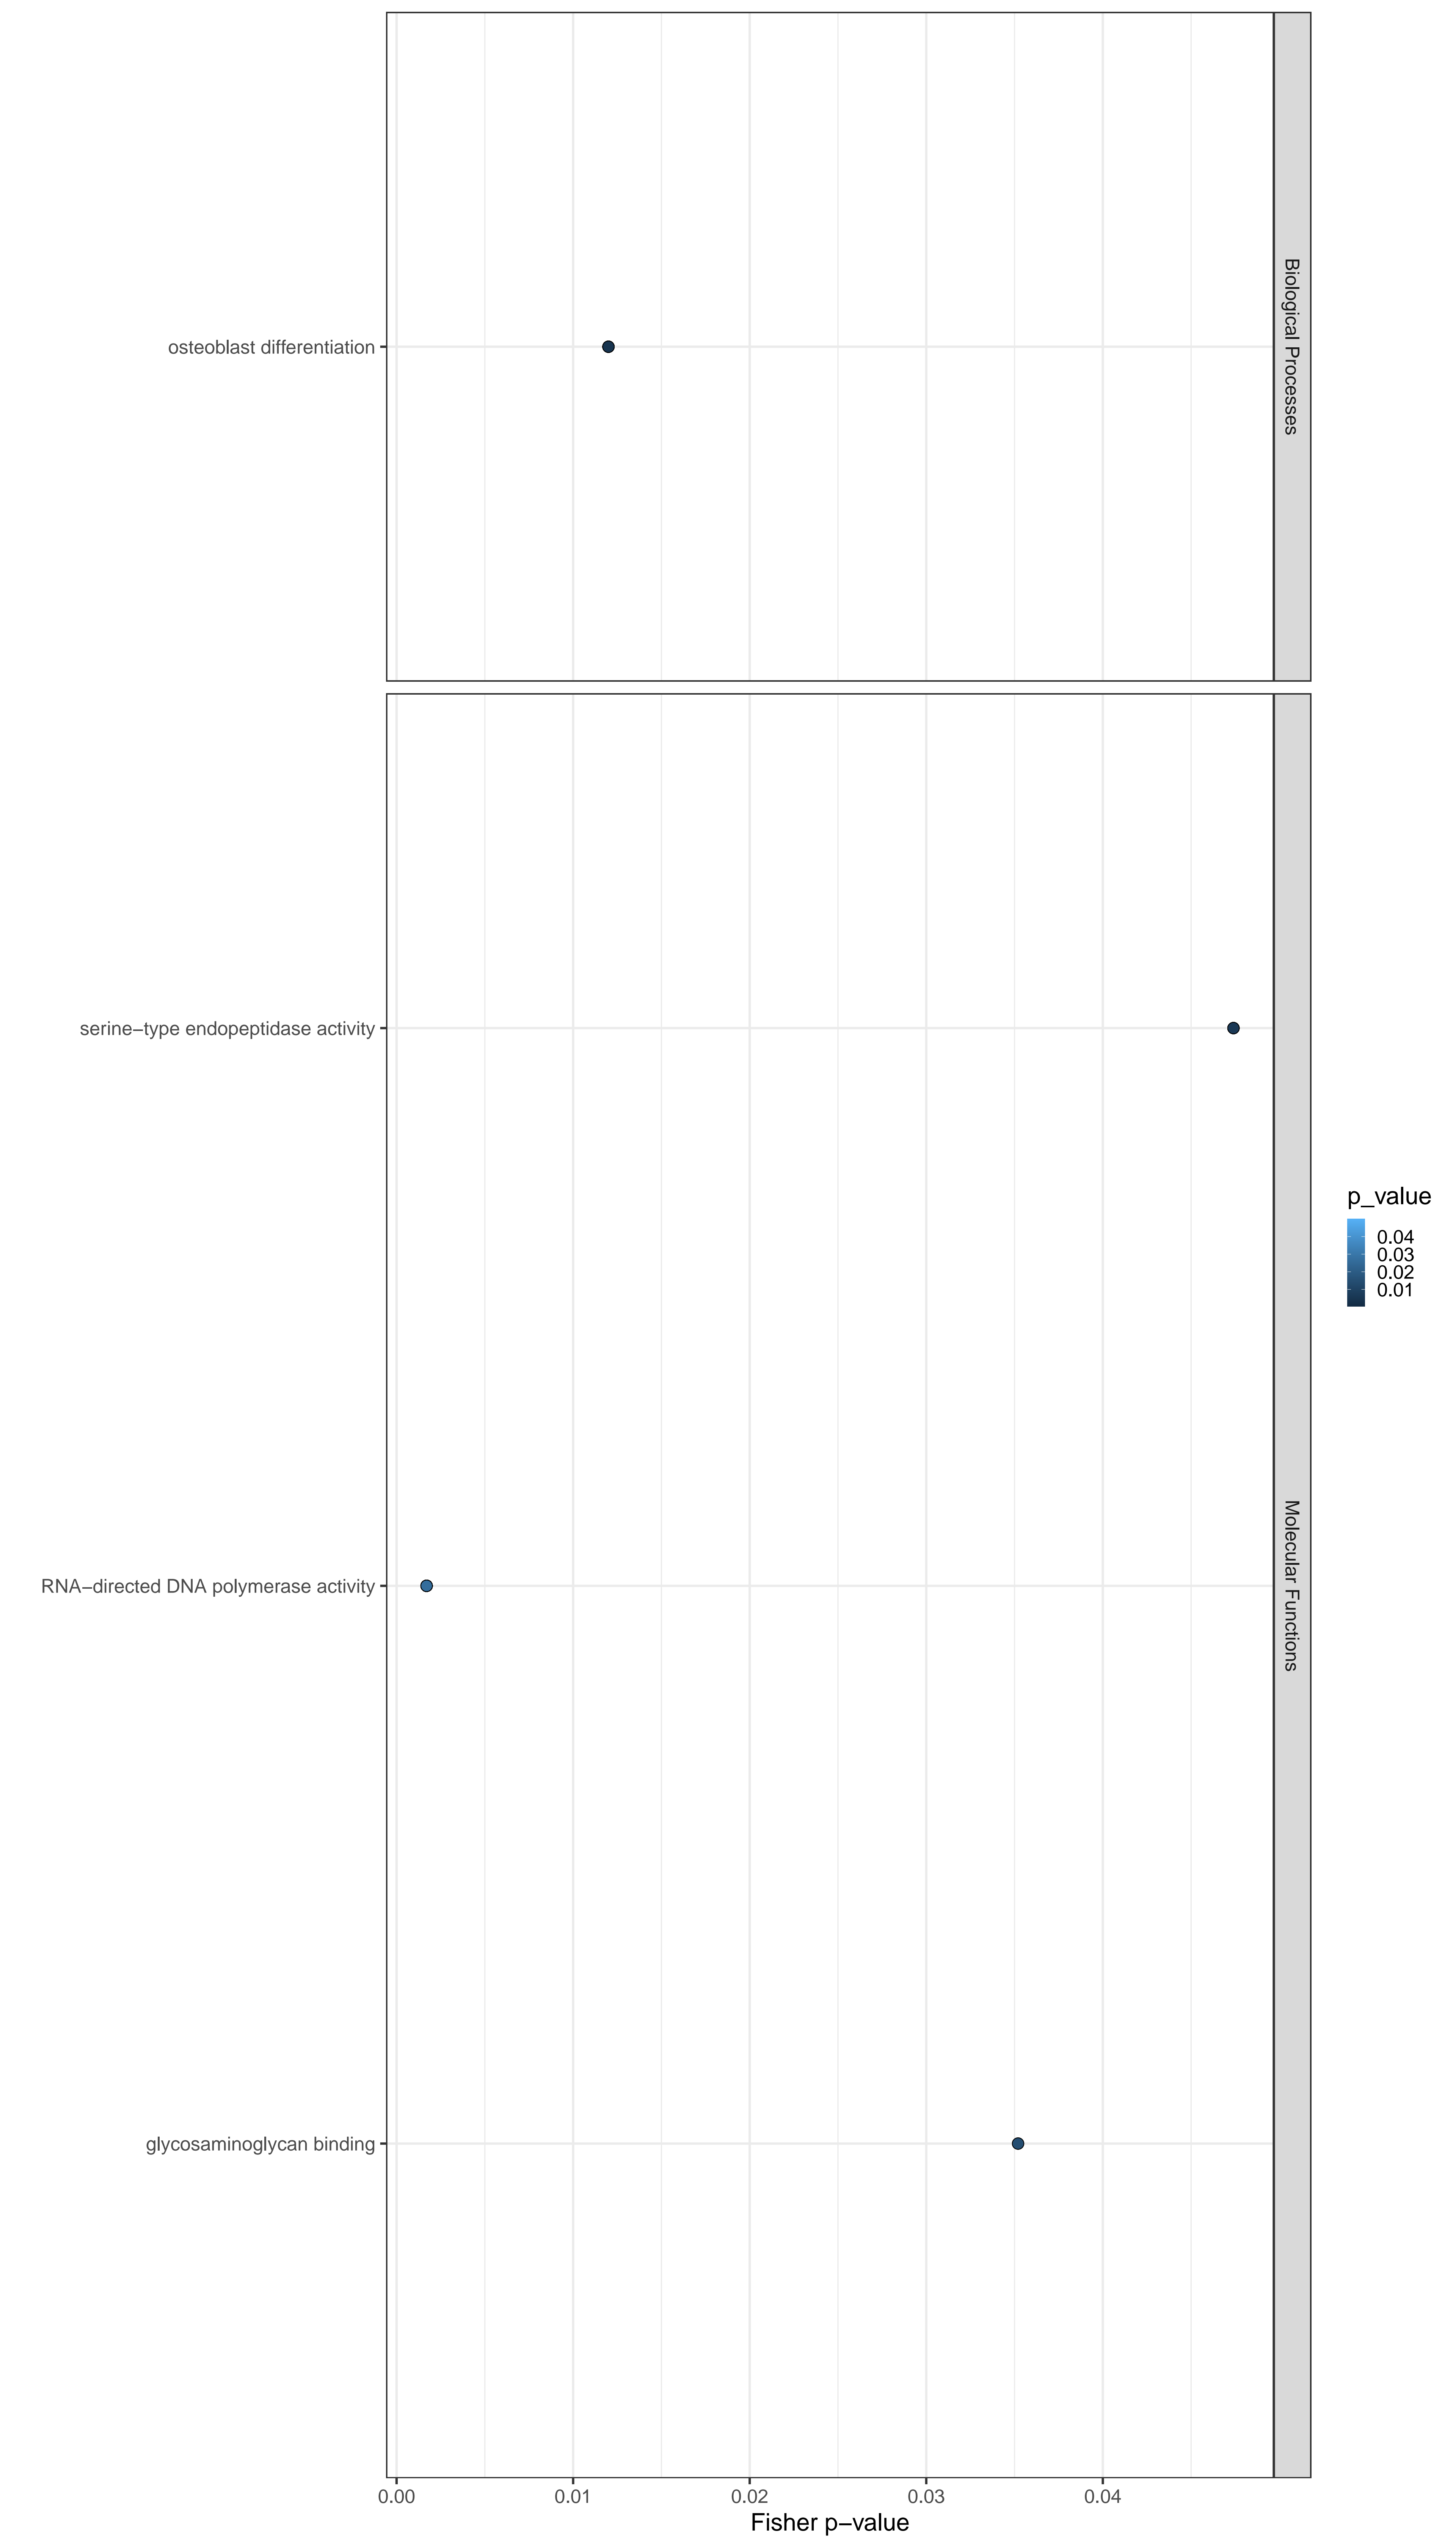 Biological Processes
osteoblast differentiation
serine−type endopeptidase activity
p_value
0.04
0.03
0.02
0.01
RNA−directed DNA polymerase activity
Molecular Functions
glycosaminoglycan binding
0.00 0.01 0.02 0.03 0.04
Fisher p−value